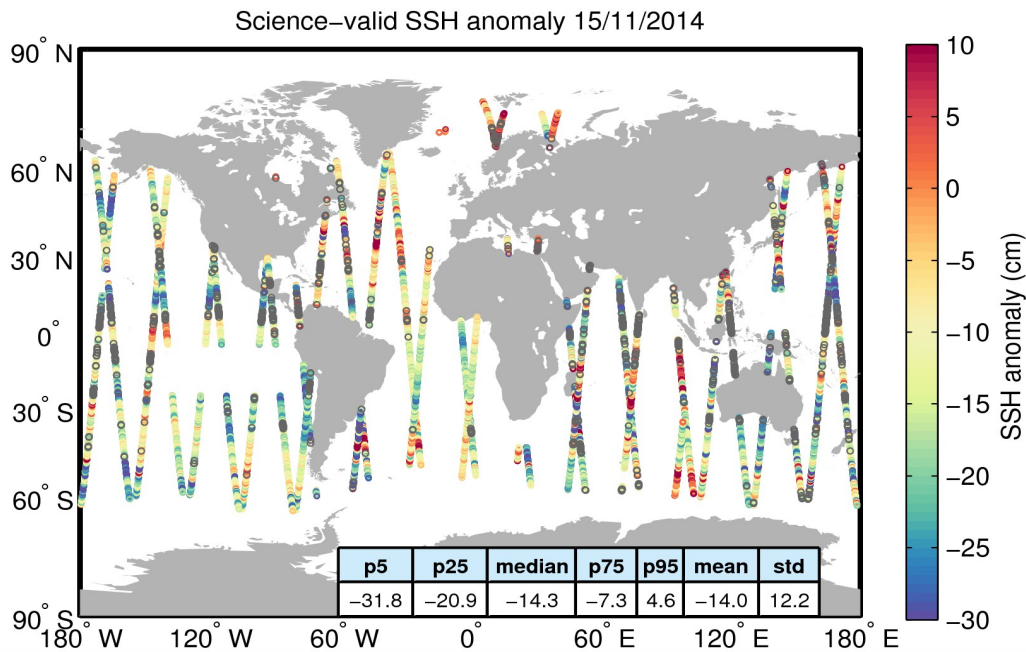 Science−valid SSH anomaly 15/11/2014
90° N
60° N
30° N
0°
30° S
60° S
90° S
180° W 120° W 60° W 0° 60° E 120° E 180° E
p5 p25 median p75 p95 mean std
−31.8 −20.9 −14.3 −7.3 4.6 −14.0 12.2
10
5
0
−5
−10
−15
−20
−25
−30
SSH anomaly (cm)